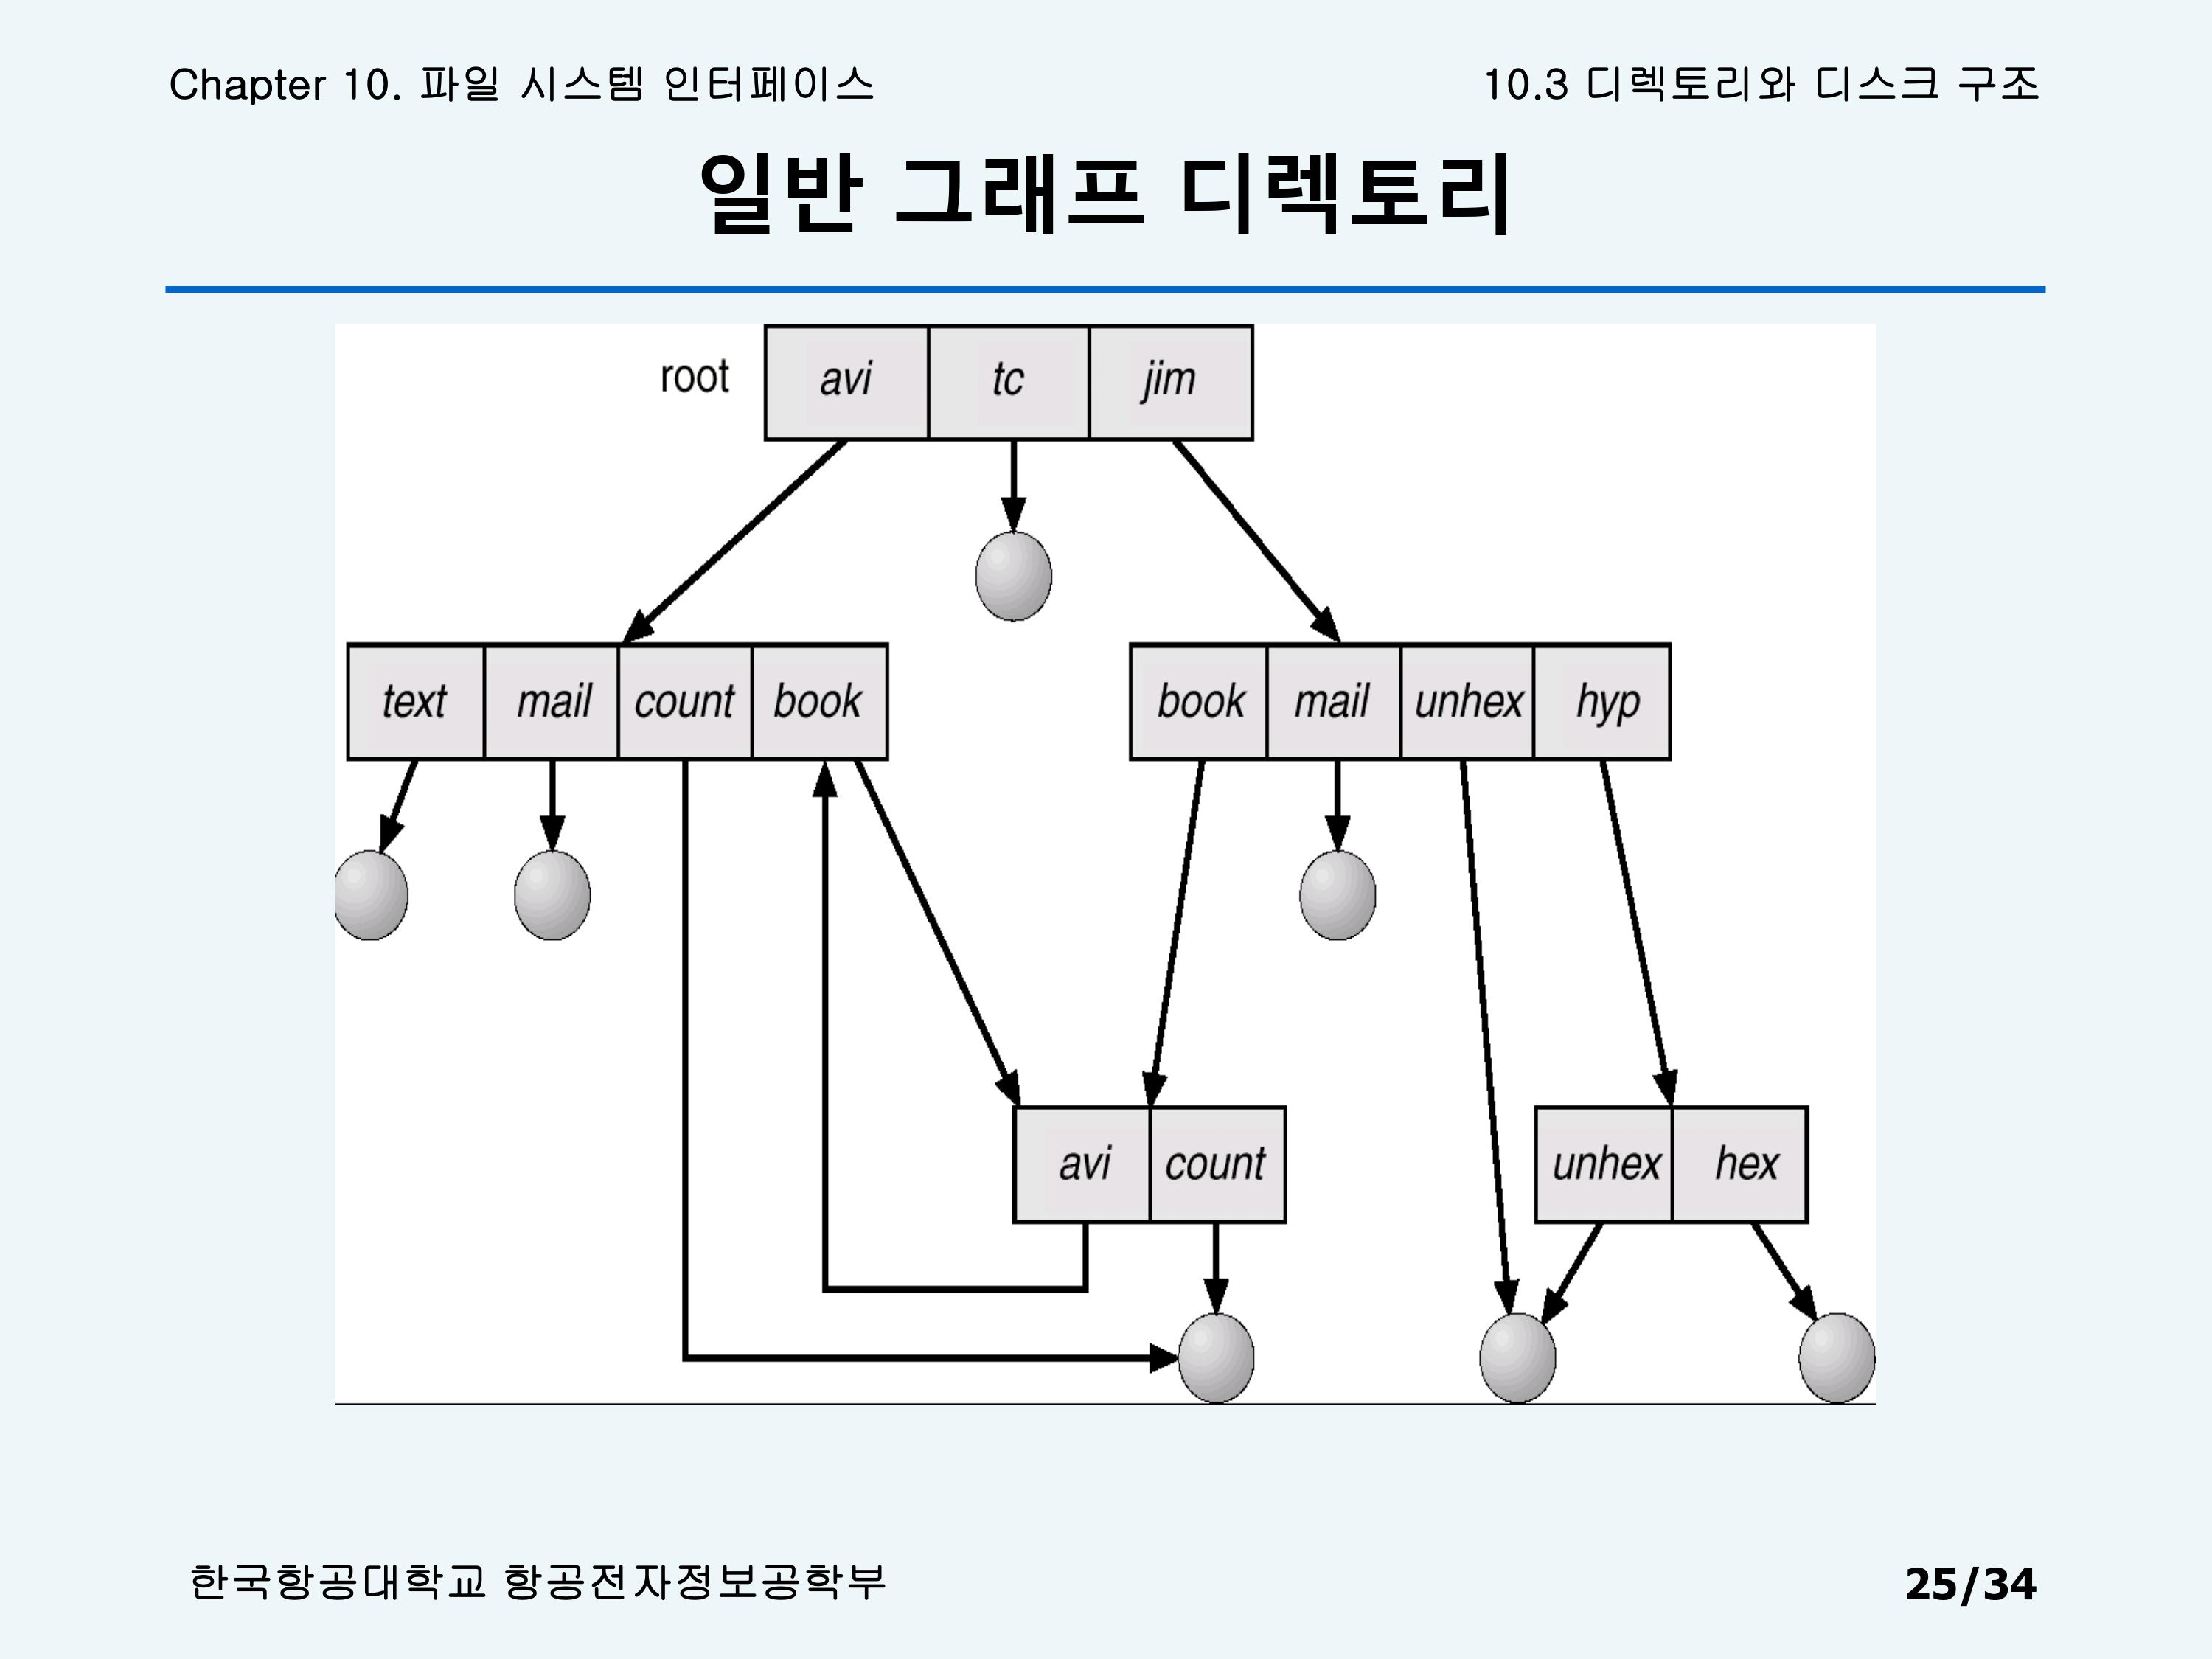 Chapter 10. 파일 시스템 인터페이스
10.3 디렉토리와 디스크 구조
일반 그래프 디렉토리
root avi tc jim
text mail count book book mail unhex hyp
avi count unhex hex
한국항공대학교 항공전자정보공학부
25/34